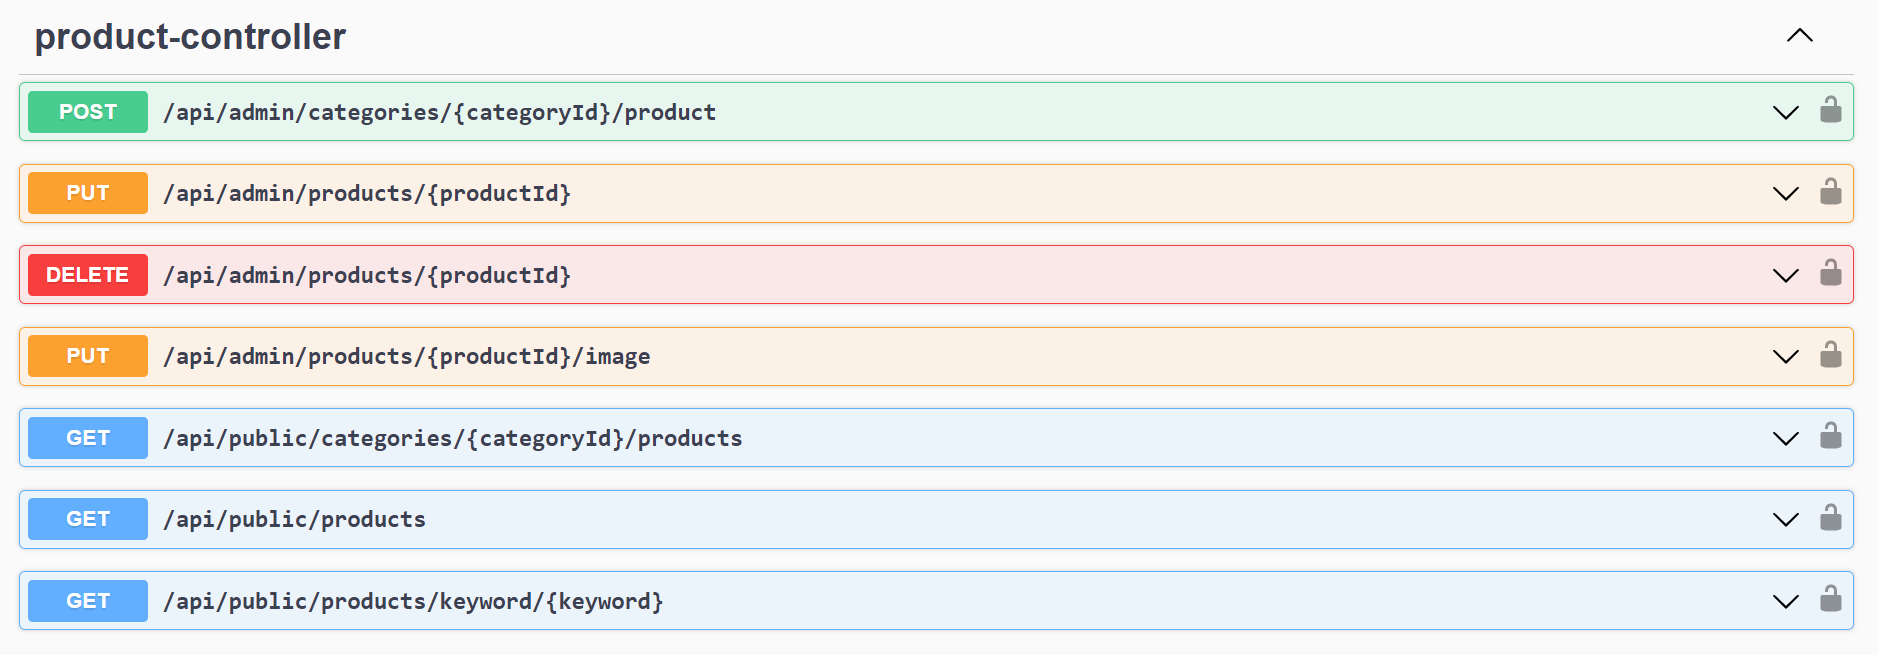 product-controller
POST /api/admin/categories/{categoryId}/product
PUT /api/admin/products/{productId}
DELETE /api/admin/products/{productId}
PUT /api/admin/products/{productId}/image
GET /api/public/categories/{categoryId}/products
GET /api/public/products
GET /api/public/products/keyword/{keyword}